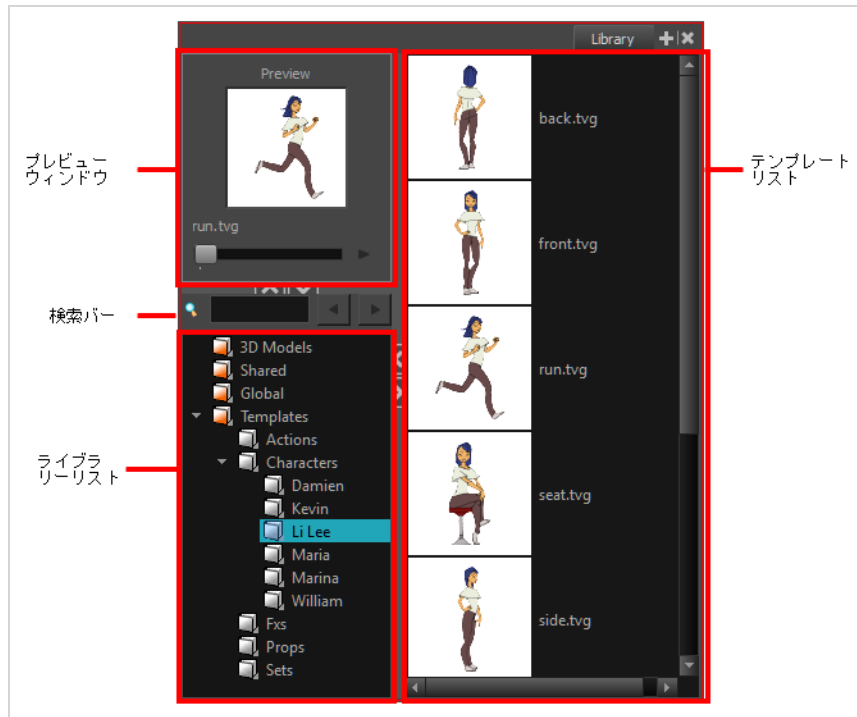 Library
Preview
run.tvg
プレビュー
ウィンドウ
検索バー
3D Models
Shared
Global
Templates
Actions
Characters
Damien
Kevin
Li Lee
Maria
Marina
William
Fxs
Props
Sets
ライブラ
リーリスト
back.tvg
front.tvg
run.tvg
seat.tvg
side.tvg
テンプレート
リスト